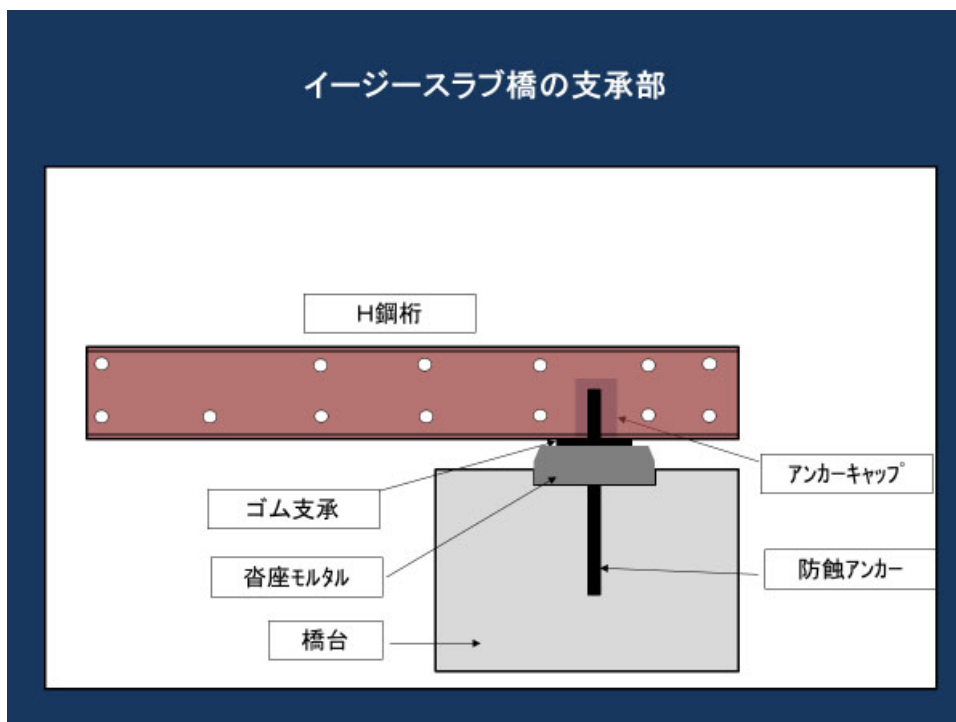 イージースラブ橋の支承部
H鋼桁
アンカーキャップ
ゴム支承
沓座モルタル
防蝕アンカー
橋台